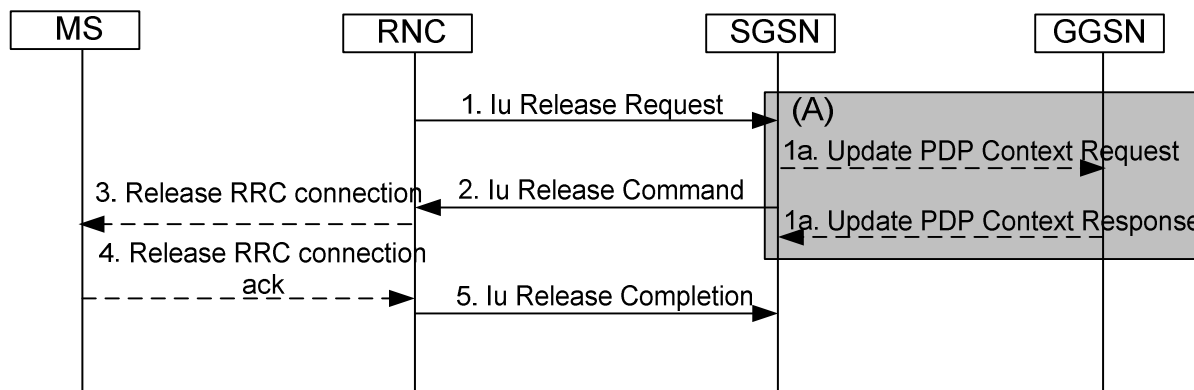 MS
RNC
SGSN
GGSN
1. Iu Release Request
(A)
1a. Update PDP Context Request
3. Release RRC connection
2. Iu Release Command
1a. Update PDP Context Response
4. Release RRC connection
ack
5. Iu Release Completion